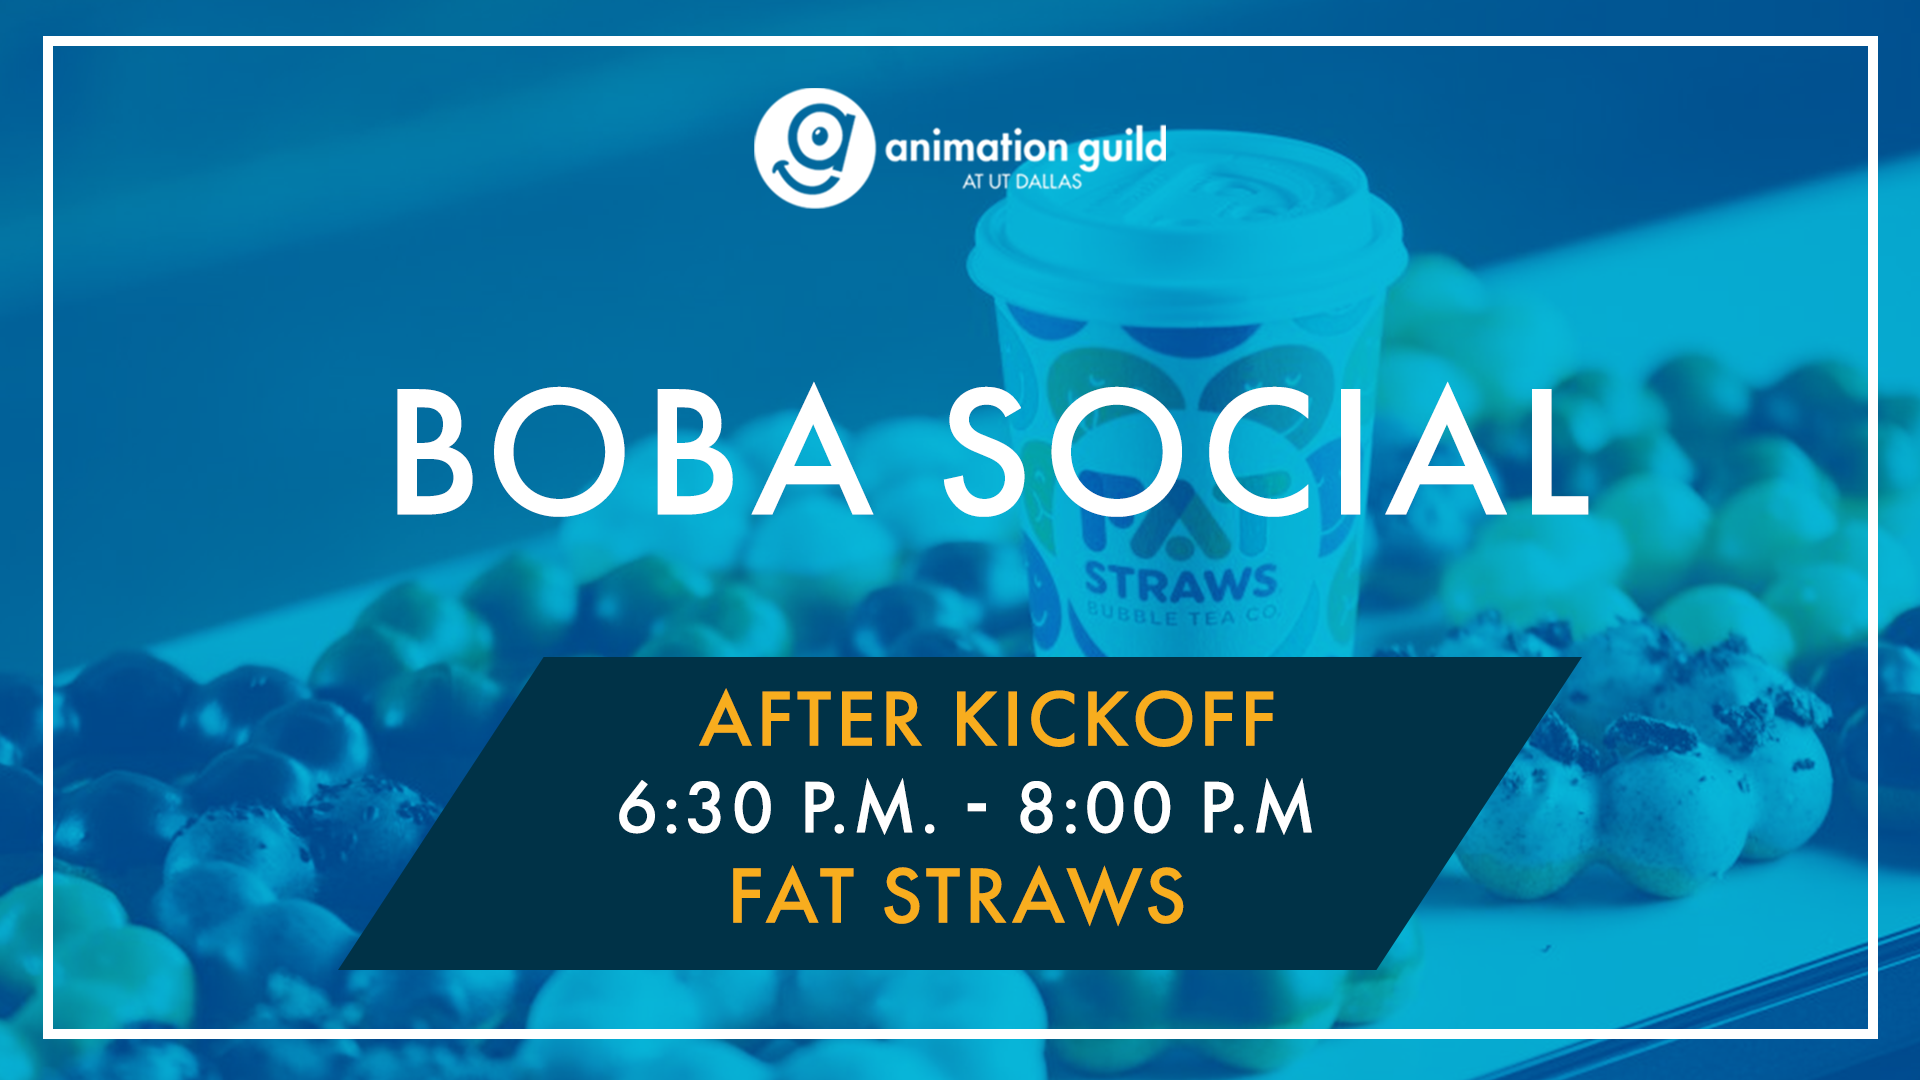 animation guild
AT UT DALLAS
BOBA SOCIAL
FAT
STRAWS
BUBBLE TEA CO.
AFTER KICKOFF
6:30 P.M. - 8:00 P.M
FAT STRAWS